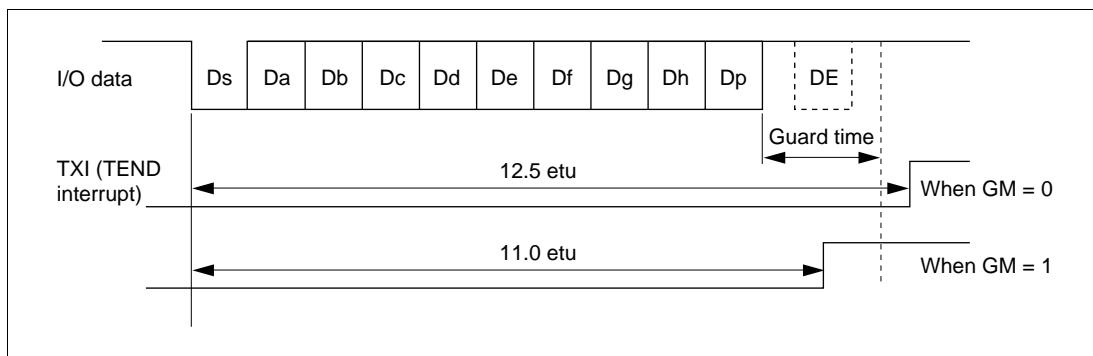 I/O data
Ds Da Db Dc Dd De Df Dg Dh Dp DE
Guard time
TXI (TEND
interrupt)
12.5 etu
When GM = 0
11.0 etu
When GM = 1